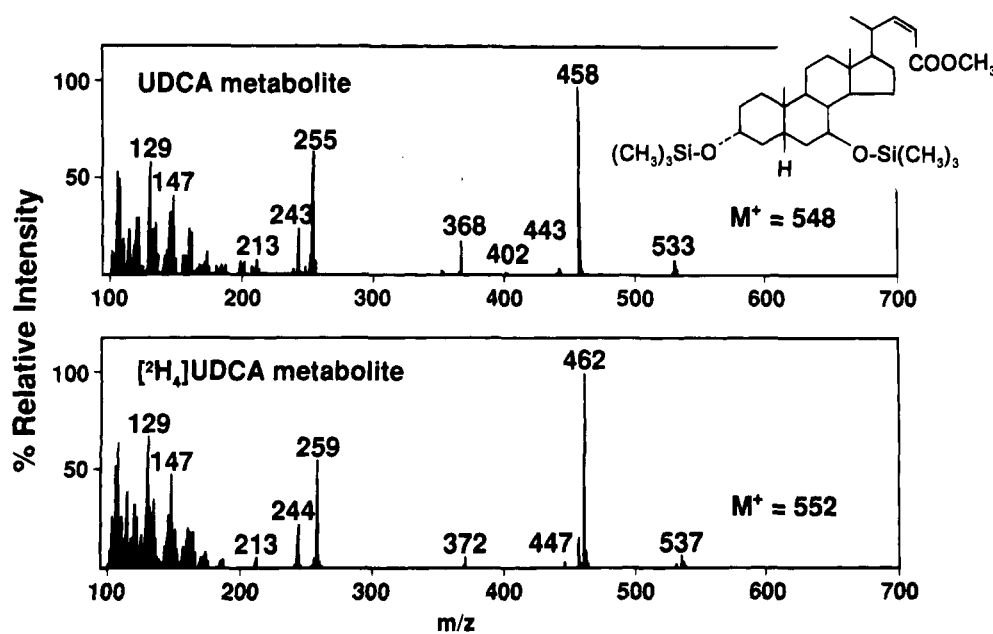 COOCH₃
(CH₃)₃Si-O
O-Si(CH₃)₃
H
UDCA metabolite
M⁺ = 548
100
50
129
147
213
243
255
368
402
443
458
533
100 200 300 400 500 600 700
% Relative Intensity
[²H₄]UDCA metabolite
M⁺ = 552
100
50
129
147
213
244
259
372
447
462
537
100 200 300 400 500 600 700
m/z